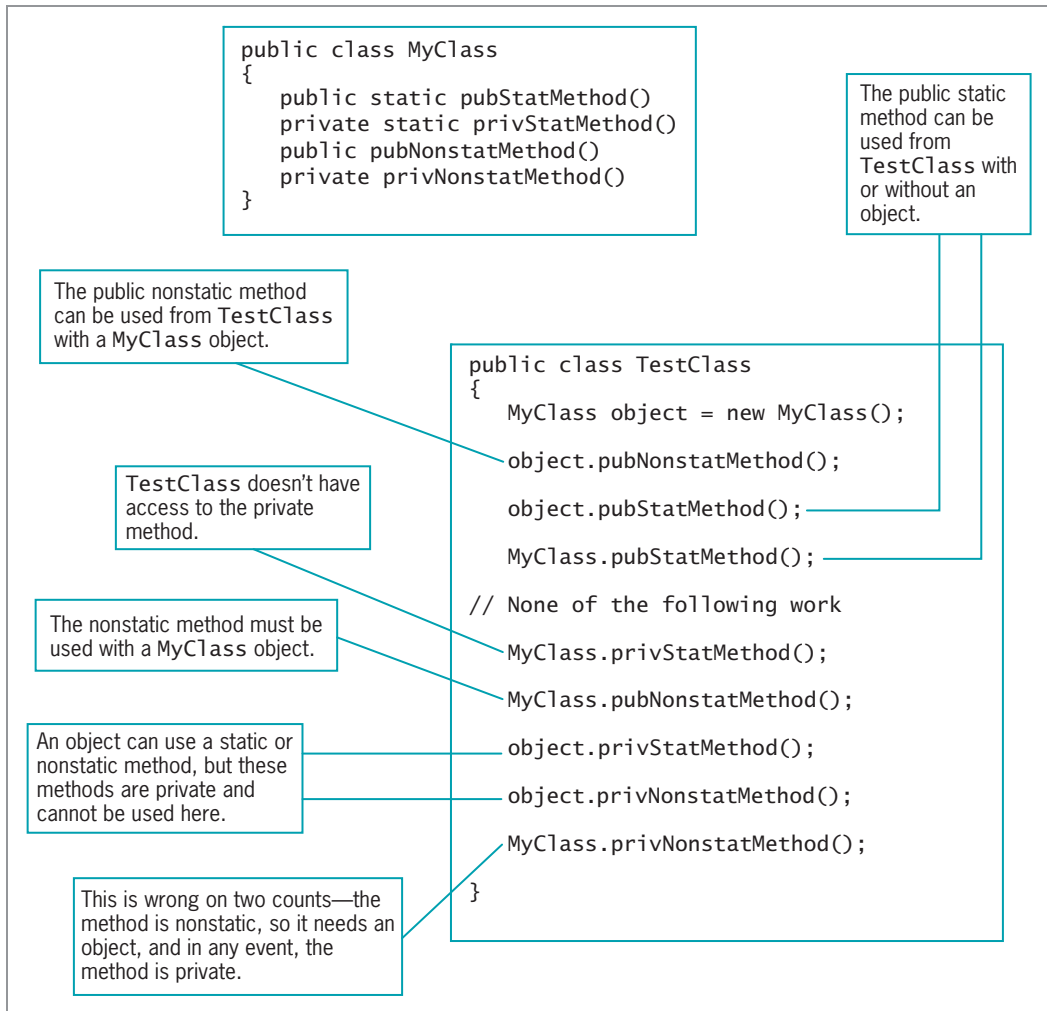 public class MyClass
{
public static pubStatMethod()
private static privStatMethod()
public pubNonstatMethod()
private privNonstatMethod()
}
The public static
method can be
used from
TestClass with
or without an
object.
The public nonstatic method
can be used from TestClass
with a MyClass object.
public class TestClass
{
MyClass object = new MyClass();
object.pubNonstatMethod();
TestClass doesn't have
access to the private
method.
object.pubStatMethod();
MyClass.pubStatMethod();
// None of the following work
The nonstatic method must be
used with a MyClass object.
MyClass.privStatMethod();
MyClass.pubNonstatMethod();
An object can use a static or
nonstatic method, but these
methods are private and
cannot be used here.
object.privStatMethod();
object.privNonstatMethod();
MyClass.privNonstatMethod();
}
This is wrong on two counts—the
method is nonstatic, so it needs an
object, and in any event, the
method is private.